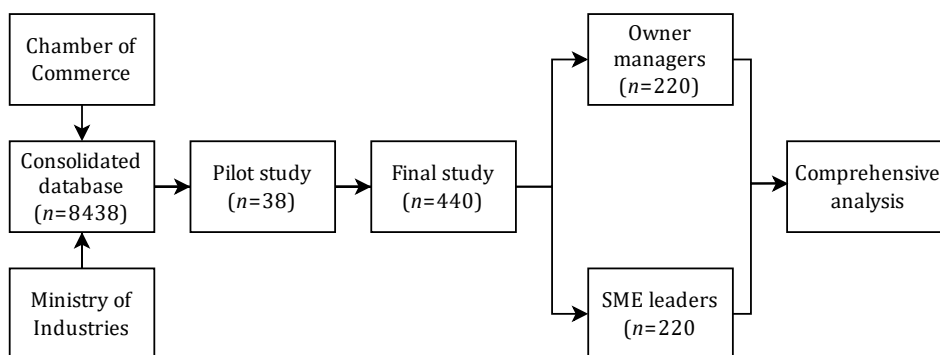 Chamber of
Commerce
Consolidated
database
(n=8438)
Ministry of
Industries
Pilot study
(n=38)
Final study
(n=440)
Owner
managers
(n=220)
SME leaders
(n=220
Comprehensive
analysis